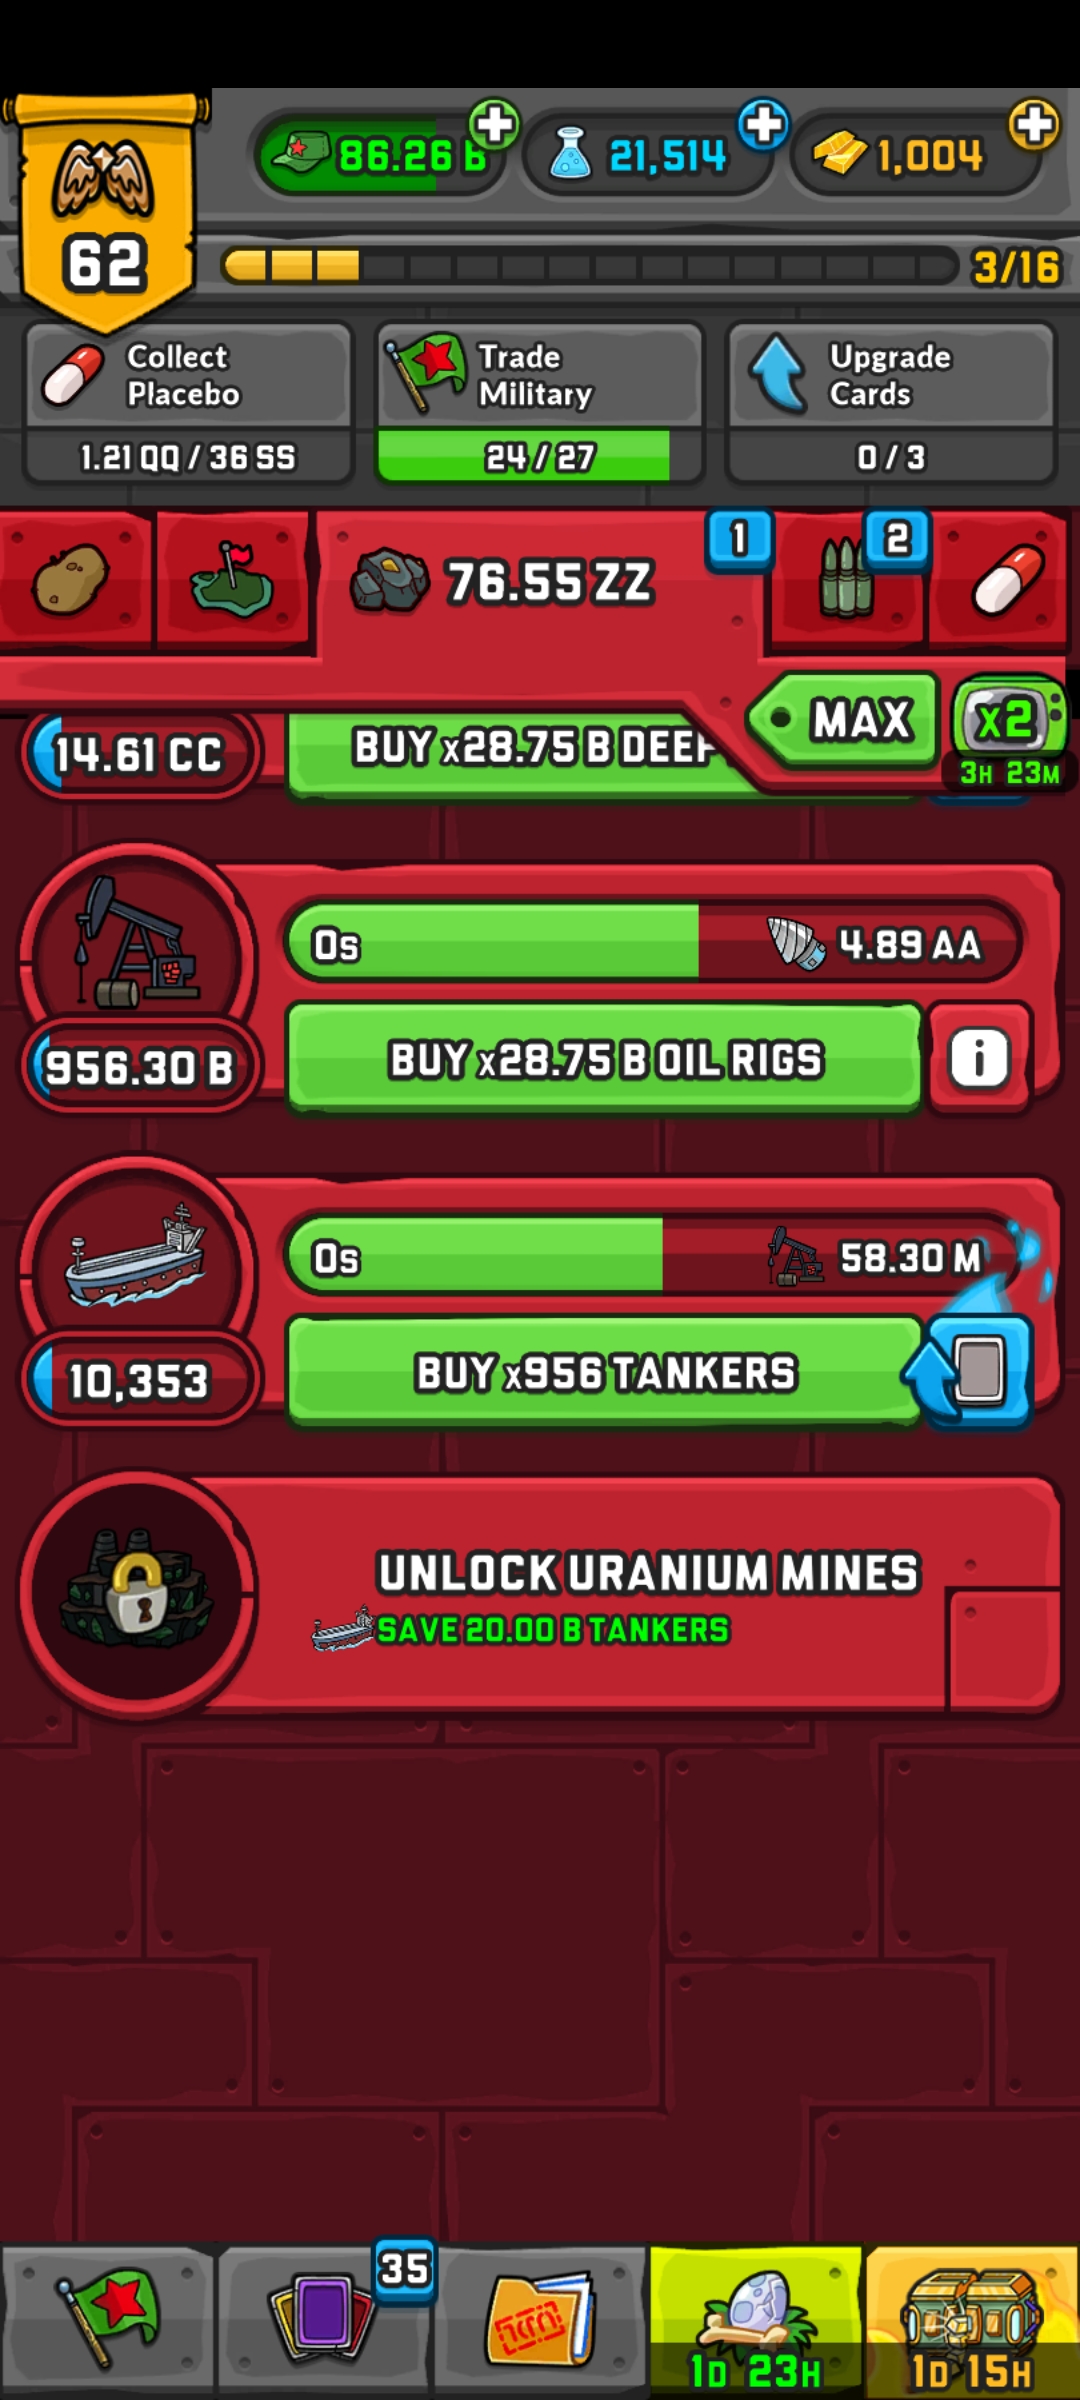 86.26 B
21,514
1,004
62
3/16
Collect
Placebo
1.21 QQ / 36 SS
Trade
Military
24 / 27
Upgrade
Cards
0 / 3
76.55 ZZ
1
2
MAX
x2
3H 23M
14.61 CC
BUY x28.75 B DEEP
0s
4.89 AA
956.30 B
BUY x28.75 B OIL RIGS
i
0s
58.30 M
10,353
BUY x956 TANKERS
UNLOCK URANIUM MINES
SAVE 20.00 B TANKERS
35
1D 23H
1D 15H